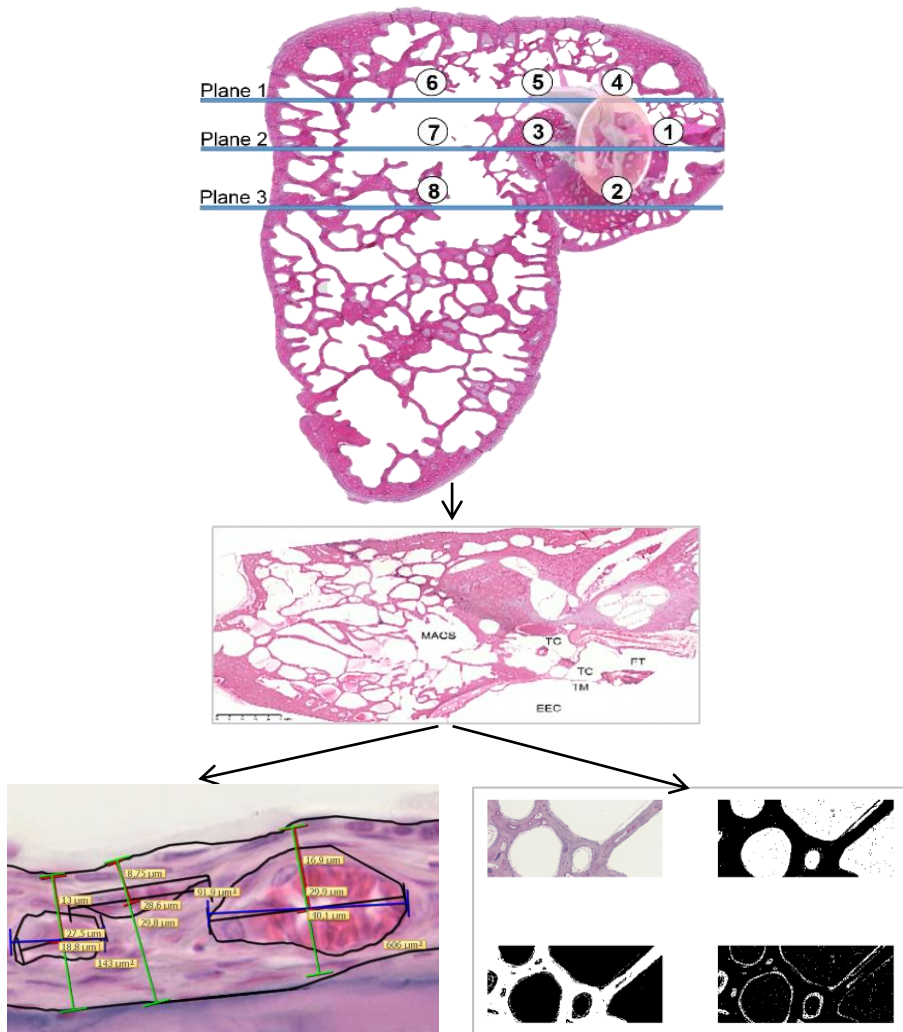 6
5
4
Plane 1
7
3
1
Plane 2
8
2
Plane 3
MACS
TC
ET
TC
TM
EEC
16.9 µm
8.75 µm
91.9 µm²
13 µm
28.6 µm
29.9 µm
29.8 µm
40.1 µm
27.5 µm
18.8 µm
606 µm²
143 µm²